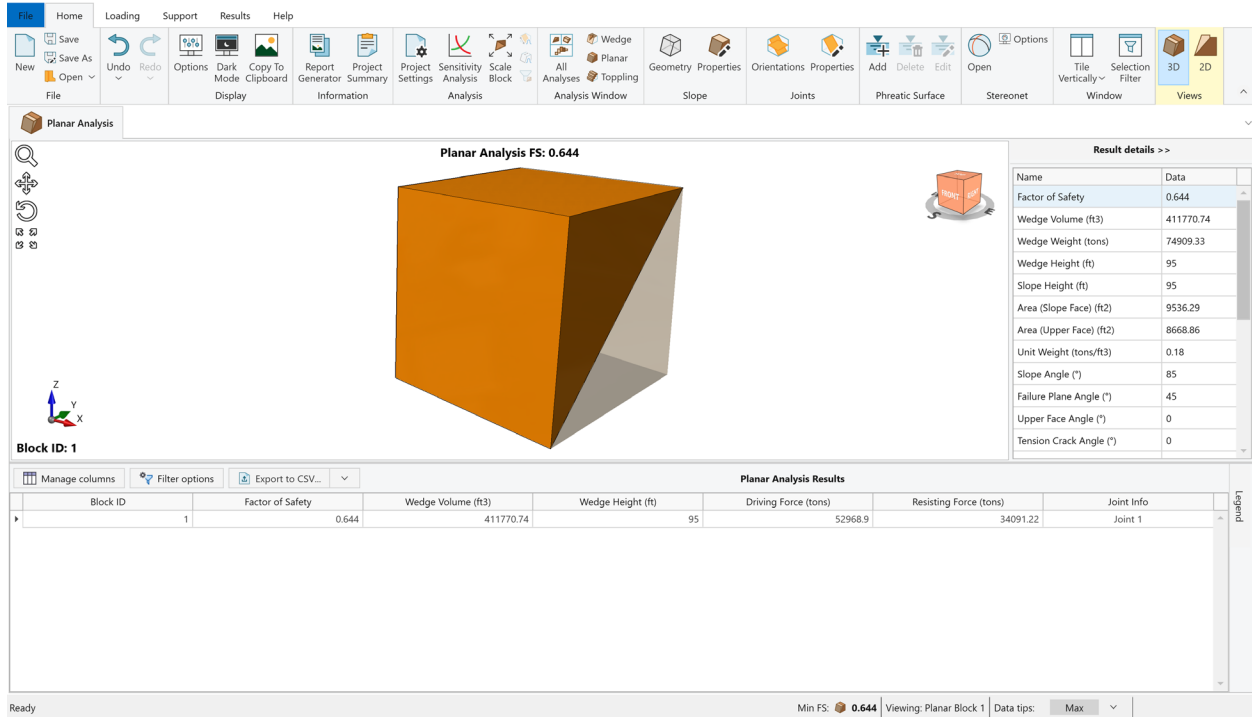 File Home Loading Support Results Help
New Save Save As Open Undo Redo Options Dark Mode Copy To Clipboard Report Generator Project Summary Project Settings Sensitivity Analysis Scale Block All Analyses Wedge Planar Toppling Geometry Properties Orientations Properties Add Delete Edit Open Options Tile Vertically Selection Filter 3D 2D
File Display Information Analysis Analysis Window Slope Joints Phreatic Surface Stereonet Window Views
Planar Analysis
Planar Analysis FS: 0.644
FRONT RIGHT
S E
Z
Y
X
Block ID: 1
Result details >>
Name Data
Factor of Safety 0.644
Wedge Volume (ft3) 411770.74
Wedge Weight (tons) 74909.33
Wedge Height (ft) 95
Slope Height (ft) 95
Area (Slope Face) (ft2) 9536.29
Area (Upper Face) (ft2) 8668.86
Unit Weight (tons/ft3) 0.18
Slope Angle (°) 85
Failure Plane Angle (°) 45
Upper Face Angle (°) 0
Tension Crack Angle (°) 0
Manage columns Filter options Export to CSV... Planar Analysis Results
Block ID Factor of Safety Wedge Volume (ft3) Wedge Height (ft) Driving Force (tons) Resisting Force (tons) Joint Info
1 0.644 411770.74 95 52968.9 34091.22 Joint 1
Legend
Ready Min FS: 0.644 Viewing: Planar Block 1 Data tips: Max